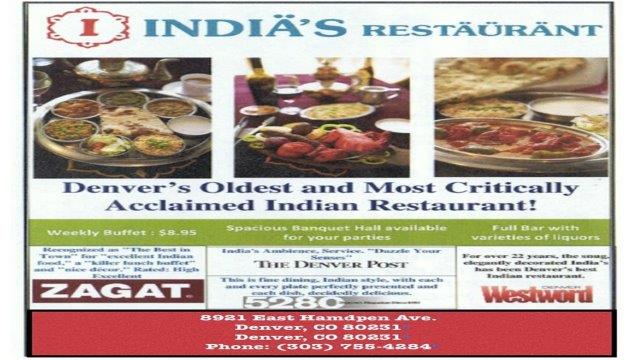 I INDIÄ'S RESTÄÜRÄNT
Denver's Oldest and Most Critically
Acclaimed Indian Restaurant!
Weekly Buffet : $8.95
Spacious Banquet Hall available
for your parties
Full Bar with
varieties of liquors
Recognized as "The Best in
Town" for "excellent Indian
food," a "killer lunch buffet"
and "nice décor." Rated: High
Excellent
ZAGAT
India's Ambience, Service. "Dazzle Your
Senses"
THE DENVER POST
This is fine dining, Indian style, with each
and every plate perfectly presented and
each dish, decidedly delicious.
5280
For over 22 years, the snug,
elegantly decorated India's
has been Denver's best
Indian restaurant.
DENVER
Westword
8921 East Hamdpen Ave.
Denver, CO 80231
Denver, CO 80231
Phone: (303) 755-4284